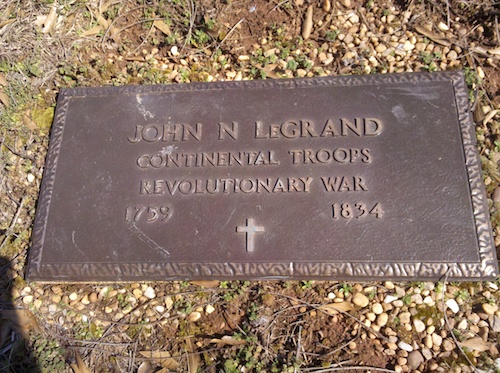 JOHN N LEGRAND
CONTINENTAL TROOPS
REVOLUTIONARY WAR
1759 1834